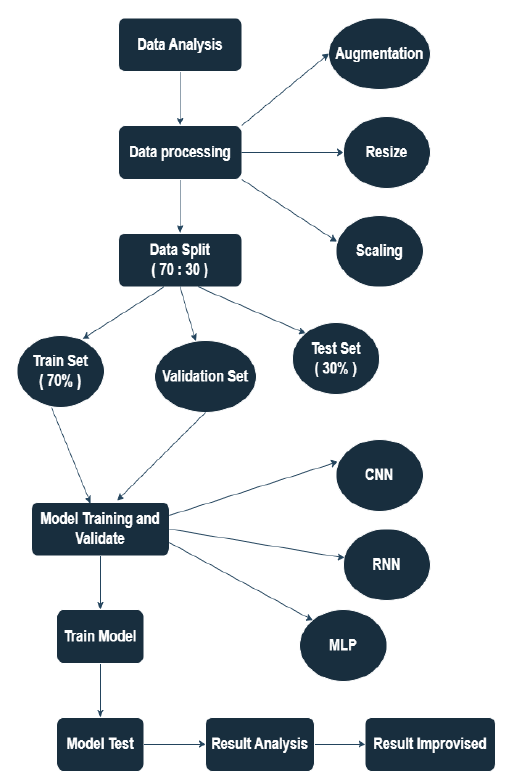 Data Analysis
Augmentation
Data processing
Resize
Scaling
Data Split
( 70 : 30 )
Train Set
( 70% )
Validation Set
Test Set
( 30% )
CNN
Model Training and
Validate
RNN
Train Model
MLP
Model Test
Result Analysis
Result Improvised